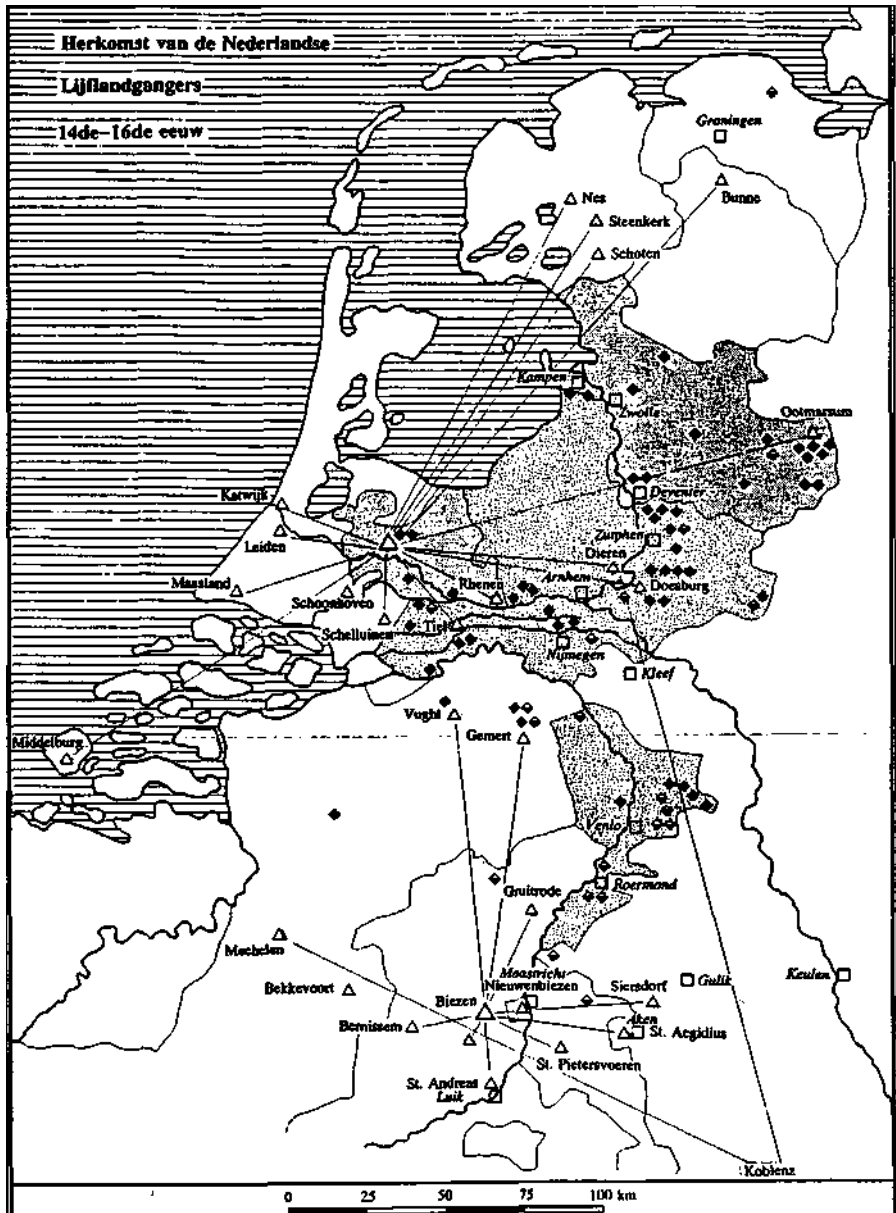 Herkomst van de Nederlandse
Lijflandgangers
14de–16de eeuw
Groningen
Nes
Bunne
Steenkerk
Schoten
Kampen
Zwolle
Ootmarsum
Katwijk
Deventer
Leiden
Zutphen
Dieren
Maasland
Schoonhoven
Rhenen
Arnhem
Doesburg
Schelluinen
Tiel
Nijmegen
Kleef
Vught
Gemert
Middelburg
Venlo
Gruitrode
Roermond
Mechelen
Maastricht
Bekkevoort
Biezen
Nieuwenbiezen
Siersdorf
Gulik
Keulen
Bernissem
Aken
St. Aegidius
St. Pietersvoeren
St. Andreas
Luik
Koblenz
0 25 50 75 100 km